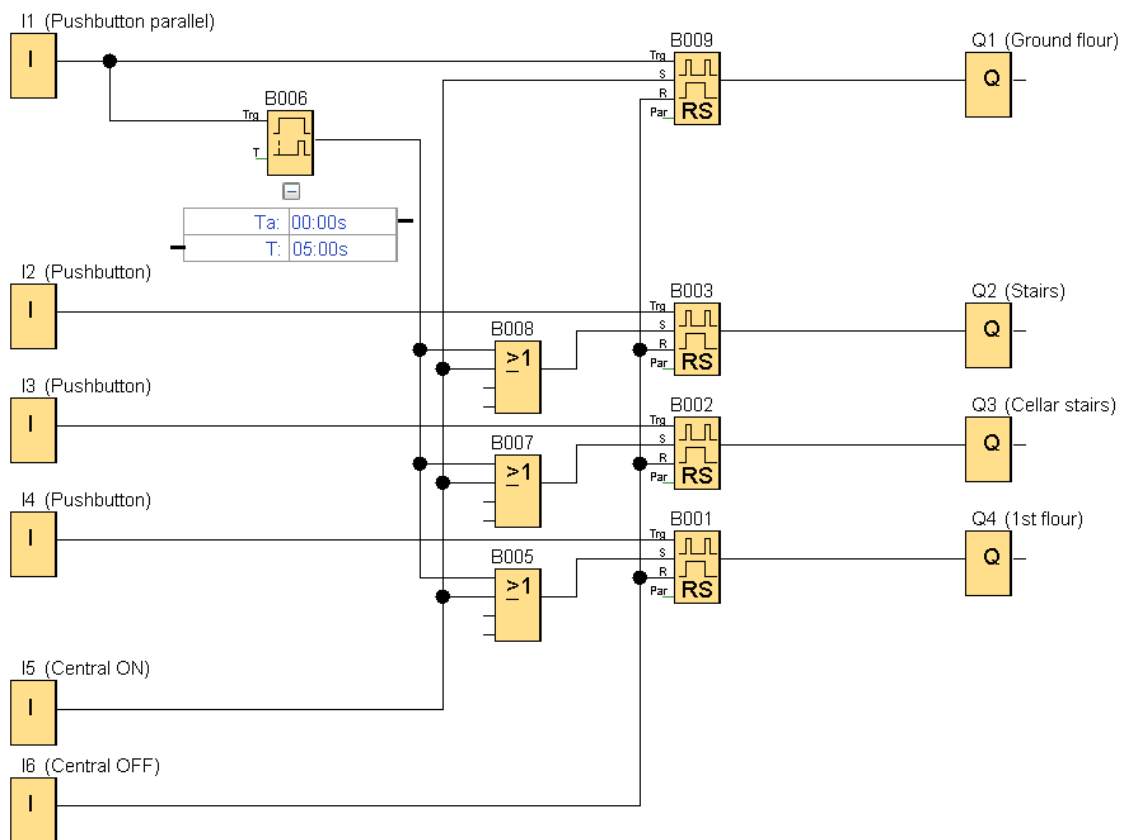 I1 (Pushbutton parallel)
I
B009
Trg
S
R
Par
RS
Q1 (Ground flour)
Q
B006
Trg
T
Ta: 00:00s
T: 05:00s
I2 (Pushbutton)
I
B008
>1
B003
Trg
S
R
Par
RS
Q2 (Stairs)
Q
I3 (Pushbutton)
I
B007
>1
B002
Trg
S
R
Par
RS
Q3 (Cellar stairs)
Q
I4 (Pushbutton)
I
B005
>1
B001
Trg
S
R
Par
RS
Q4 (1st flour)
Q
I5 (Central ON)
I
I6 (Central OFF)
I